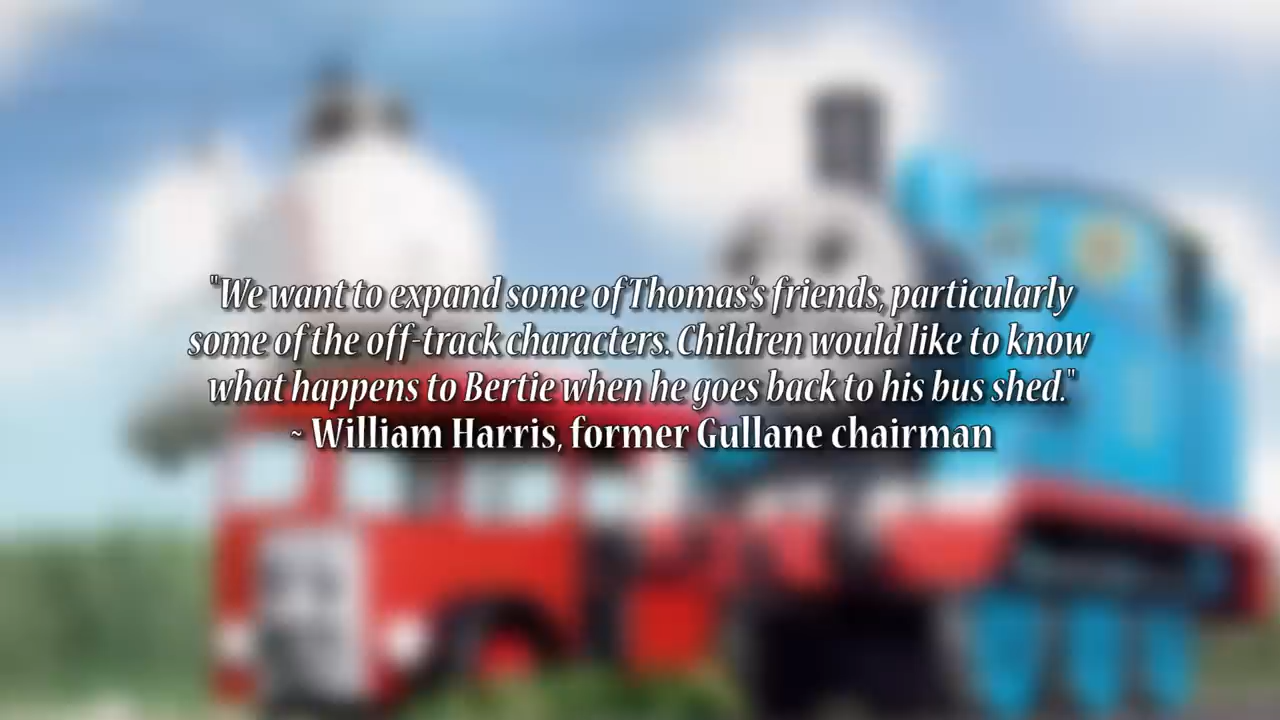 "We want to expand some of Thomas's friends, particularly
some of the off-track characters. Children would like to know
what happens to Bertie when he goes back to his bus shed."
~ William Harris, former Gullane chairman